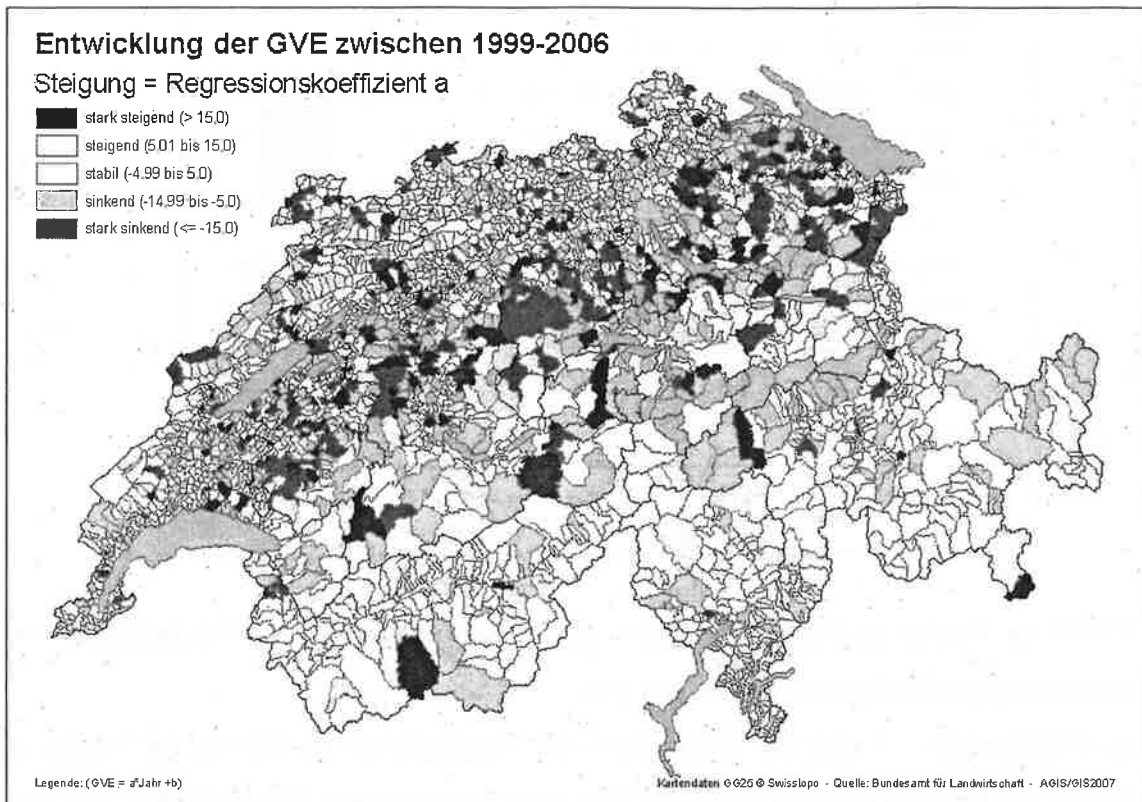 Entwicklung der GVE zwischen 1999-2006
Steigung = Regressionskoeffizient a
stark steigend (> 15,0)
steigend (5,01 bis 15,0)
stabil (-4,99 bis 5,0)
sinkend (-14,99 bis -5,0)
stark sinkend (<= -15,0)
Legende: (GVE = a*Jahr +b)
Kartendaten GG25 © Swisstopo - Quelle: Bundesamt für Landwirtschaft - AGIS/GIS2007